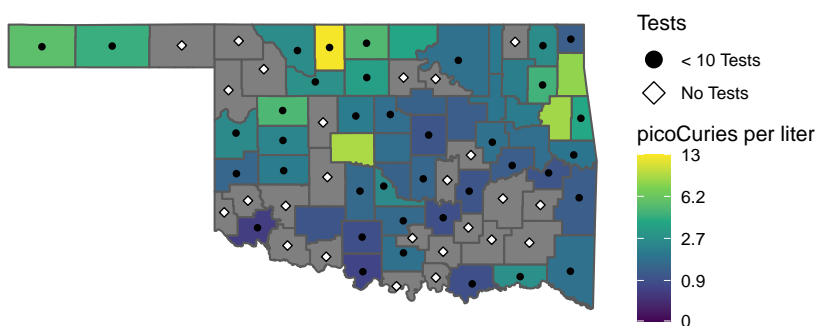 Tests
< 10 Tests
No Tests
picoCuries per liter
13
6.2
2.7
0.9
0